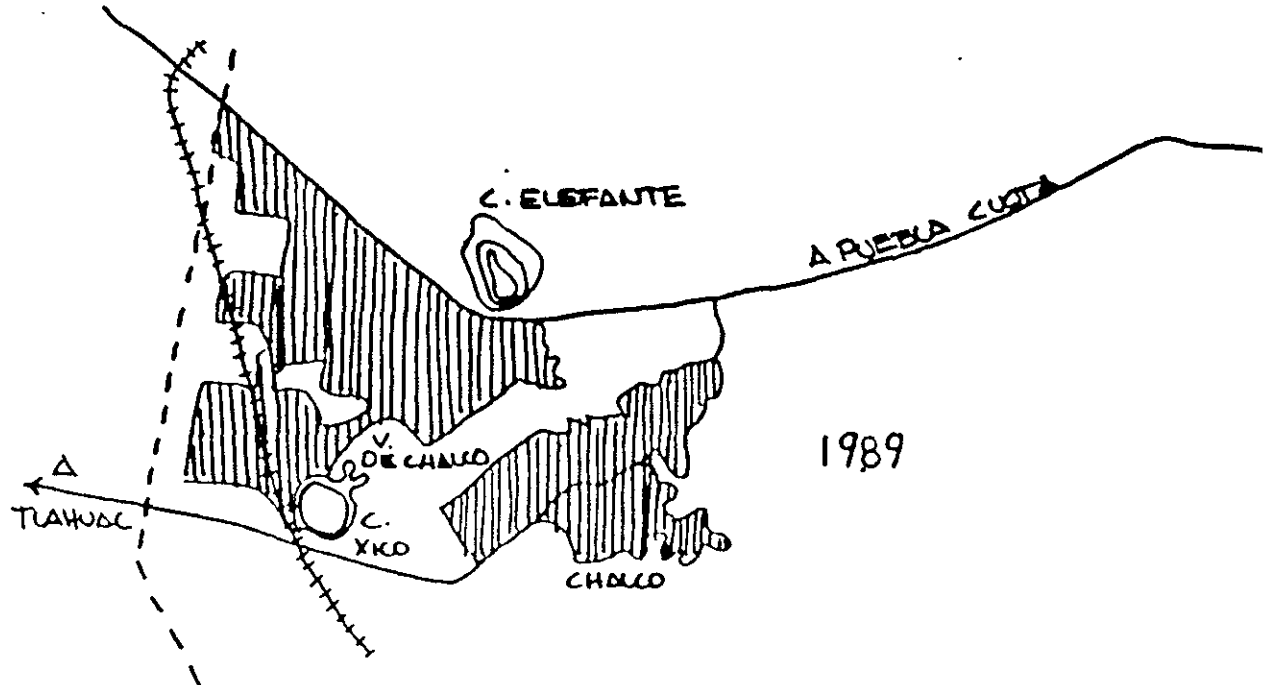 C. ELEFANTE
A PUEBLA CUOTA
1989
V.
DE CHALCO
A
TLAHUAC
C.
XICO
CHALCO